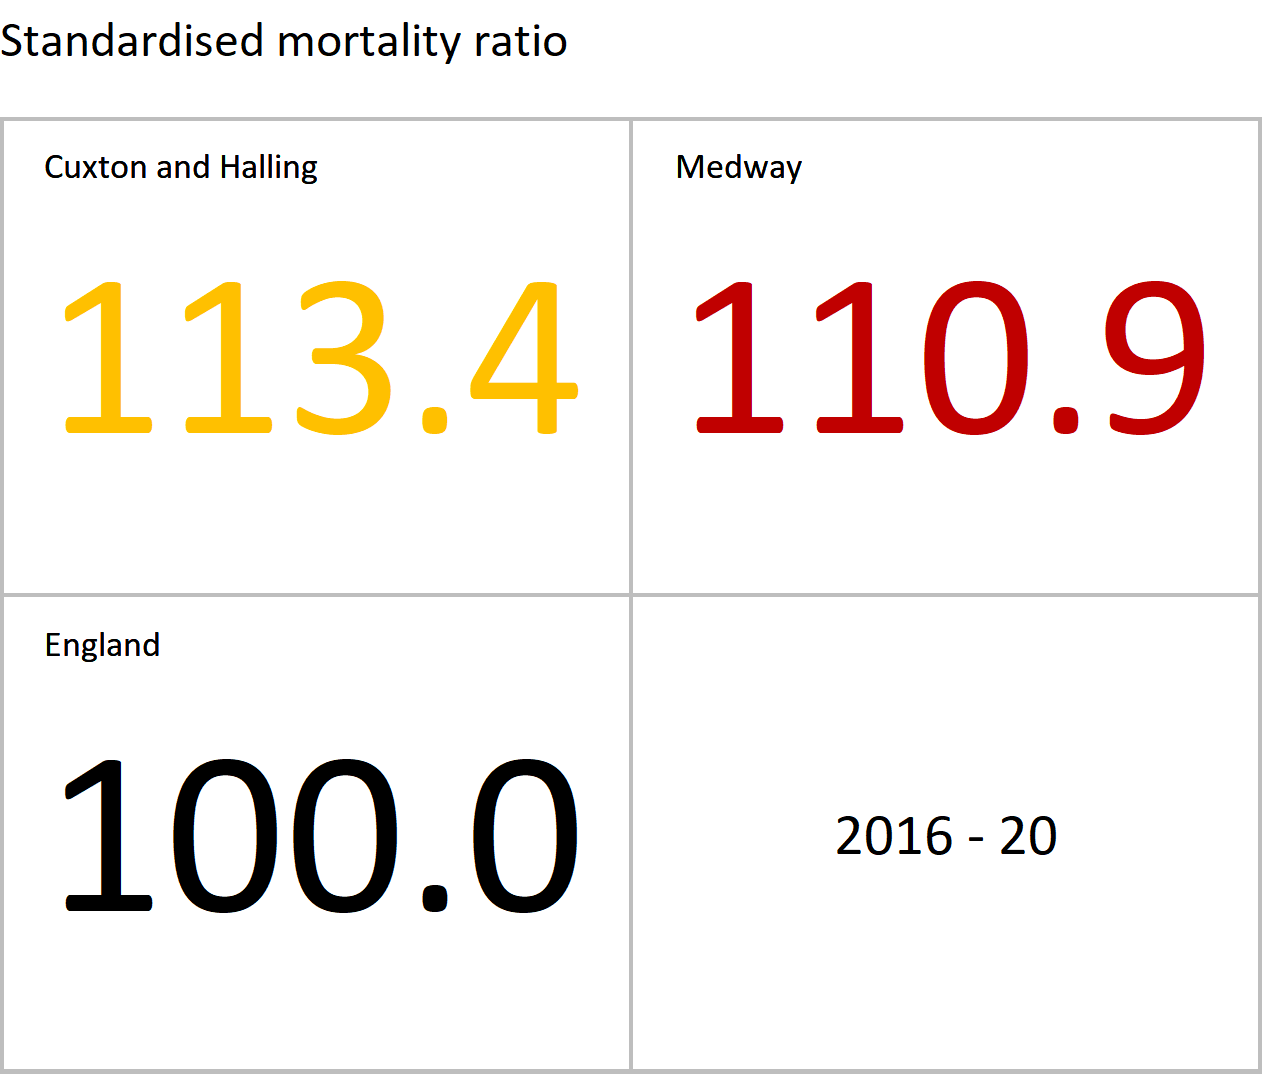 Standardised mortality ratio
Cuxton and Halling
113.4
Medway
110.9
England
100.0
2016 - 20